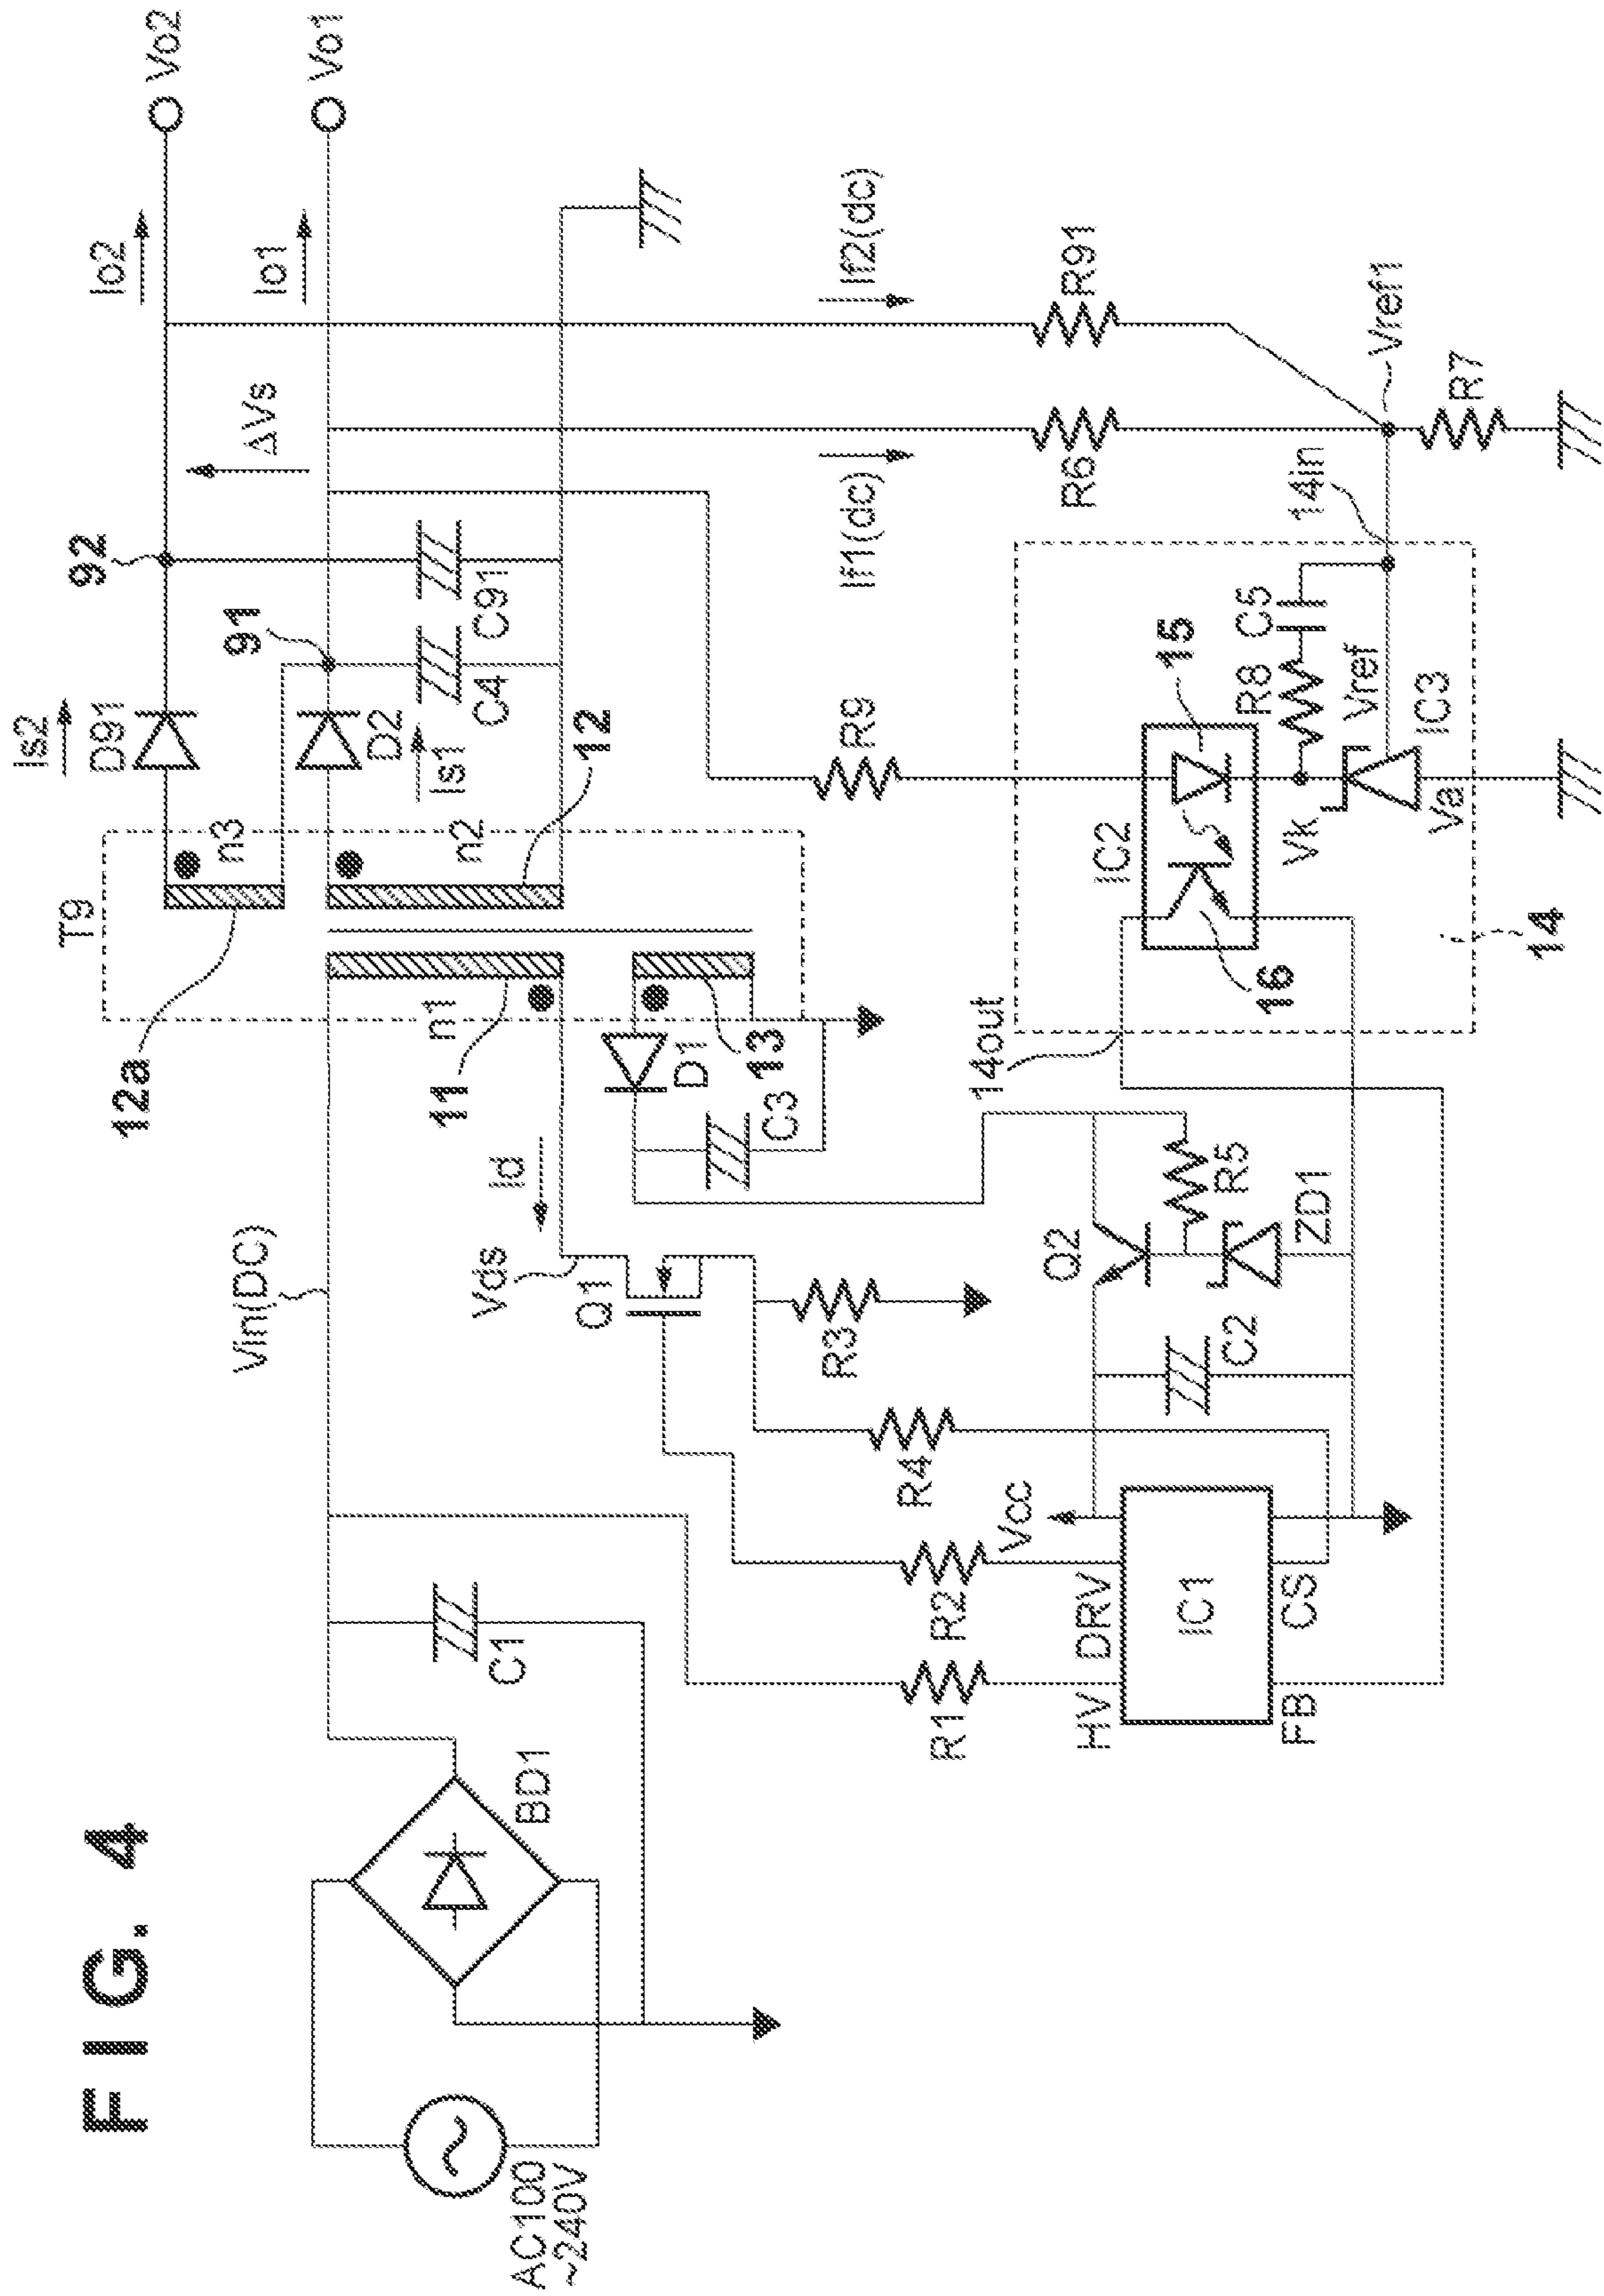 FIG. 4
AC100
~240V
BD1
C1
Vin(DC)
Id
Vds
Q1
R3
R4
R2
R1
HV
DRV
Vcc
IC1
FB
CS
C2
Q2
R5
ZD1
D1
C3
T9
12a
11
n1
13
n3
n2
12
Is2
D91
D2
Is1
91
92
C4
C91
ΔVs
Io2
Io1
Vo2
Vo1
If1(dc)
If2(dc)
R9
R6
R91
Vref1
R7
14in
14out
14
IC2
15
16
R8
C5
Vref
Vk
Va
IC3